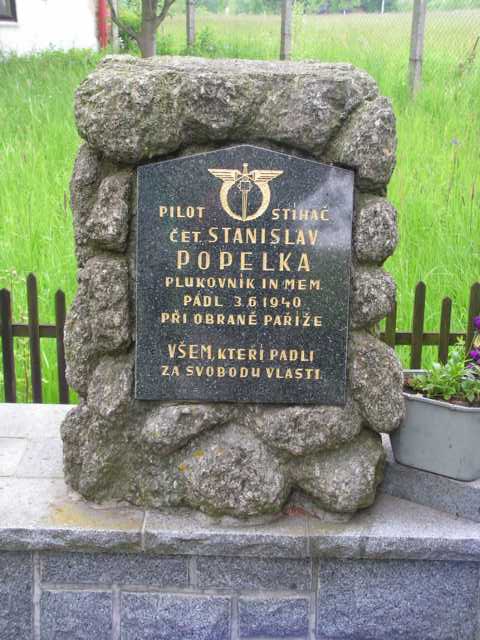 PILOT STIHAČ
ČET. STANISLAV
POPELKA
PLUKOVNÍK IN MEM.
PADL 3.6.1940
PŘI OBRANĚ PAŘÍŽE
VŠEM, KTEŘÍ PADLI
ZA SVOBODU VLASTI.